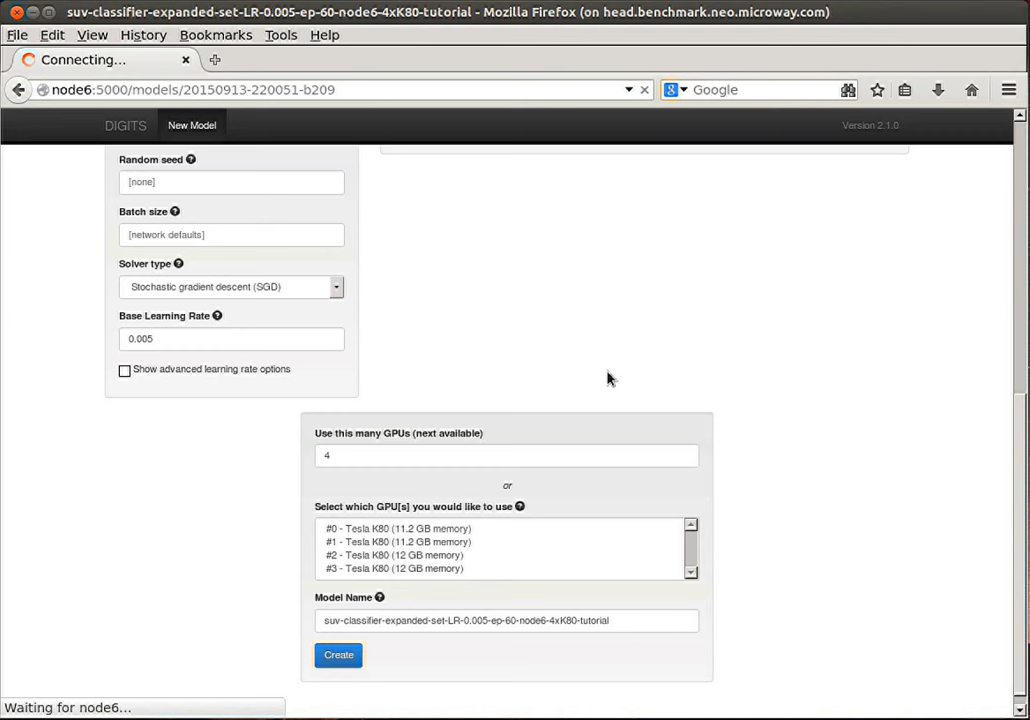 suv-classifier-expanded-set-LR-0.005-ep-60-node6-4xK80-tutorial - Mozilla Firefox (on head.benchmark.neo.microway.com)
File Edit View History Bookmarks Tools Help
Connecting...
node6:5000/models/20150913-220051-b209
Google
DIGITS New Model Version 2.1.0
Random seed
[none]
Batch size
[network defaults]
Solver type
Stochastic gradient descent (SGD)
Base Learning Rate
0.005
Show advanced learning rate options
Use this many GPUs (next available)
4
or
Select which GPU[s] you would like to use
#0 - Tesla K80 (11.2 GB memory)
#1 - Tesla K80 (11.2 GB memory)
#2 - Tesla K80 (12 GB memory)
#3 - Tesla K80 (12 GB memory)
Model Name
suv-classifier-expanded-set-LR-0.005-ep-60-node6-4xK80-tutorial
Create
Waiting for node6...